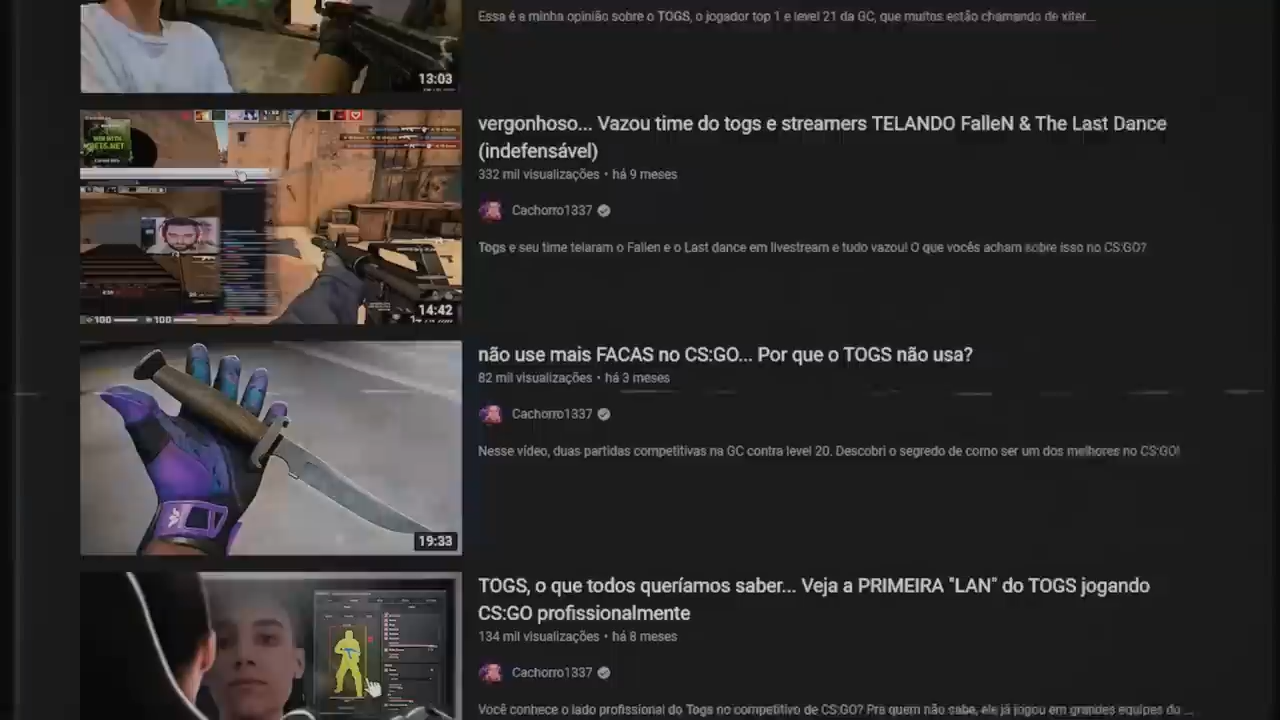 Essa é a minha opinião sobre o TOGS, o jogador top 1 e level 21 da GC, que muitos estão chamando de xiter...
13:03
vergonhoso... Vazou time do togs e streamers TELANDO FalleN & The Last Dance
(indefensável)
332 mil visualizações • há 9 meses
Cachorro1337
Togs e seu time telaram o Fallen e o Last dance em livestream e tudo vazou! O que vocês acham sobre isso no CS:GO?
100 100
14:42
não use mais FACAS no CS:GO... Por que o TOGS não usa?
82 mil visualizações • há 3 meses
Cachorro1337
Nesse vídeo, duas partidas competitivas na GC contra level 20. Descobri o segredo de como ser um dos melhores no CS:GO!
19:33
TOGS, o que todos queríamos saber... Veja a PRIMEIRA "LAN" do TOGS jogando
CS:GO profissionalmente
134 mil visualizações • há 8 meses
Cachorro1337
Você conhece o lado profissional do Togs no competitivo de CS:GO? Pra quem não sabe, ele já jogou em grandes equipes do ...